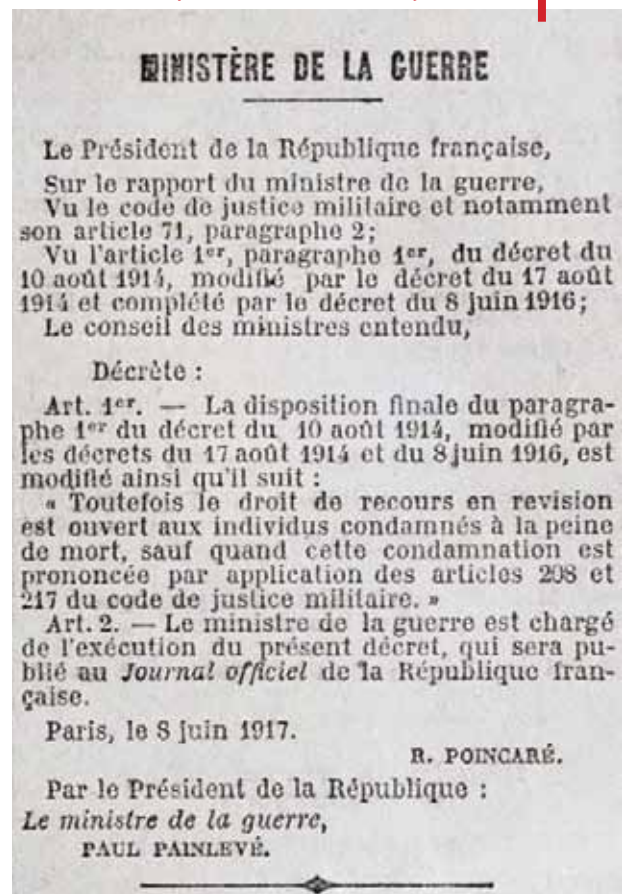 MINISTÈRE DE LA GUERRE
Le Président de la République française,
Sur le rapport du ministre de la guerre,
Vu le code de justice militaire et notamment
son article 71, paragraphe 2;
Vu l'article 1er, paragraphe 1er, du décret du
10 août 1914, modifié par le décret du 17 août
1914 et complété par le décret du 8 juin 1916;
Le conseil des ministres entendu,
Décrète :
Art. 1er. — La disposition finale du paragra-
phe 1er du décret du 10 août 1914, modifié par
les décrets du 17 août 1914 et du 8 juin 1916, est
modifié ainsi qu'il suit :
« Toutefois le droit de recours en revision
est ouvert aux individus condamnés à la peine
de mort, sauf quand cette condamnation est
prononcée par application des articles 208 et
217 du code de justice militaire. »
Art. 2. — Le ministre de la guerre est chargé
de l'exécution du présent décret, qui sera pu-
blié au Journal officiel de la République fran-
çaise.
Paris, le 8 juin 1917.
R. POINCARÉ.
Par le Président de la République :
Le ministre de la guerre,
PAUL PAINLEVÉ.